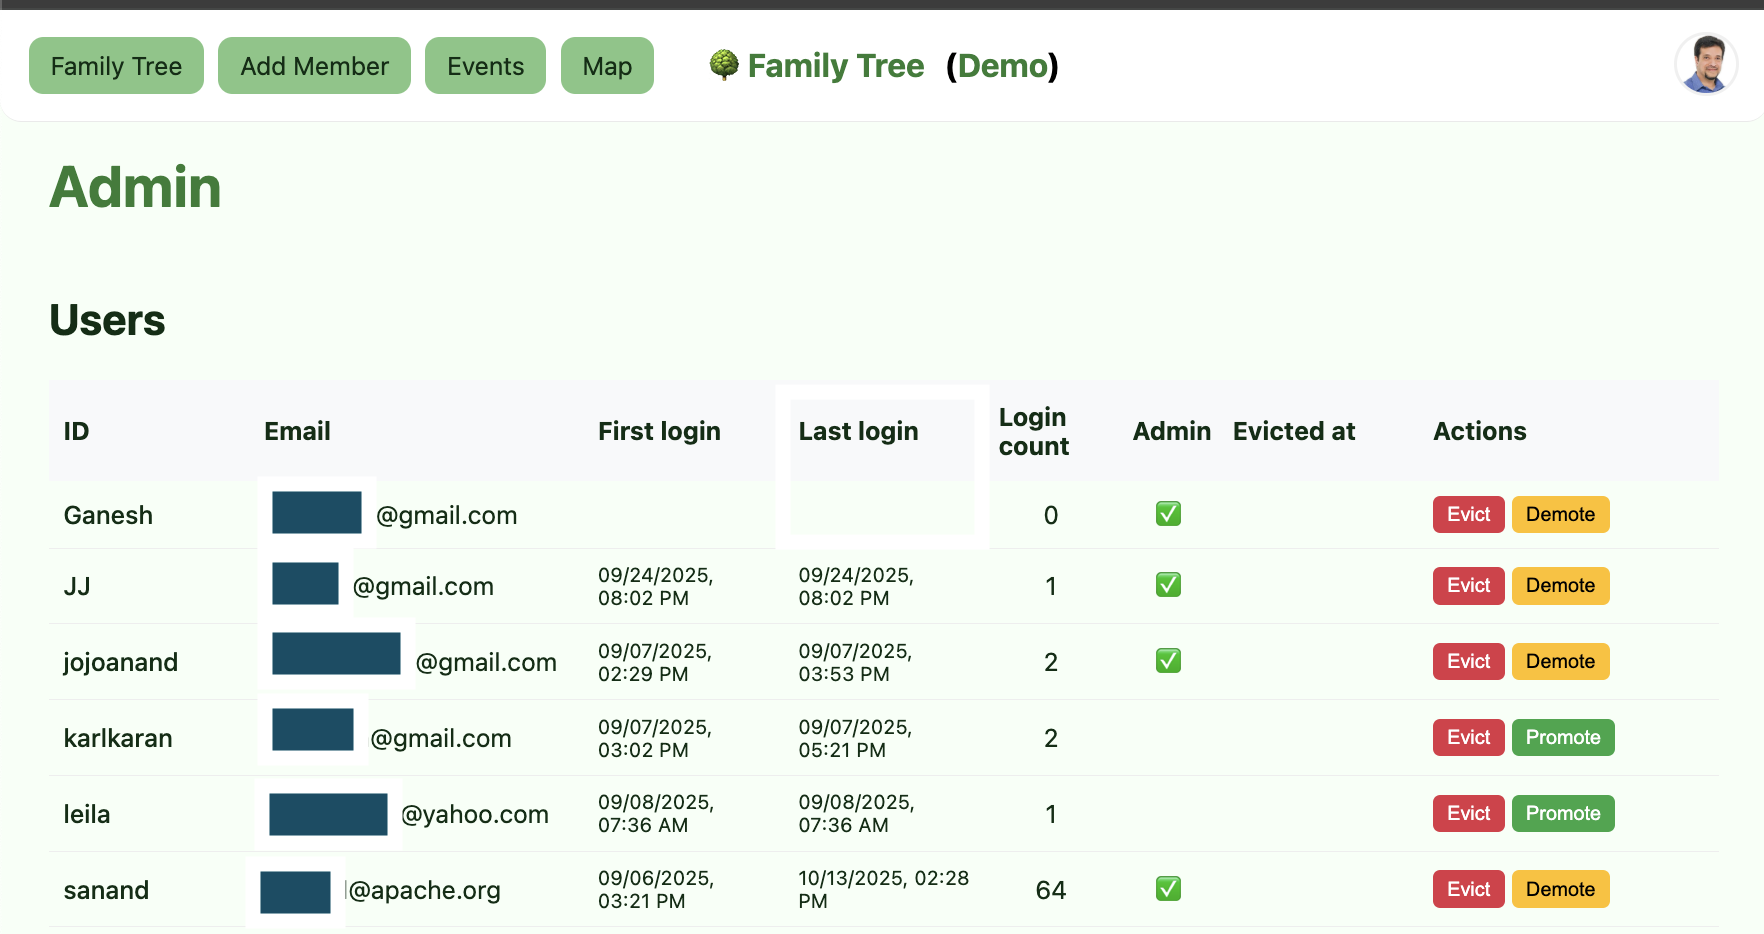 Family Tree Add Member Events Map Family Tree (Demo)
Admin
Users
ID Email First login Last login Login count Admin Evicted at Actions
Ganesh @gmail.com 0 Evict Demote
JJ @gmail.com 09/24/2025, 08:02 PM 09/24/2025, 08:02 PM 1 Evict Demote
jojoanand @gmail.com 09/07/2025, 02:29 PM 09/07/2025, 03:53 PM 2 Evict Demote
karlkaran @gmail.com 09/07/2025, 03:02 PM 09/07/2025, 05:21 PM 2 Evict Promote
leila @yahoo.com 09/08/2025, 07:36 AM 09/08/2025, 07:36 AM 1 Evict Promote
sanand @apache.org 09/06/2025, 03:21 PM 10/13/2025, 02:28 PM 64 Evict Demote